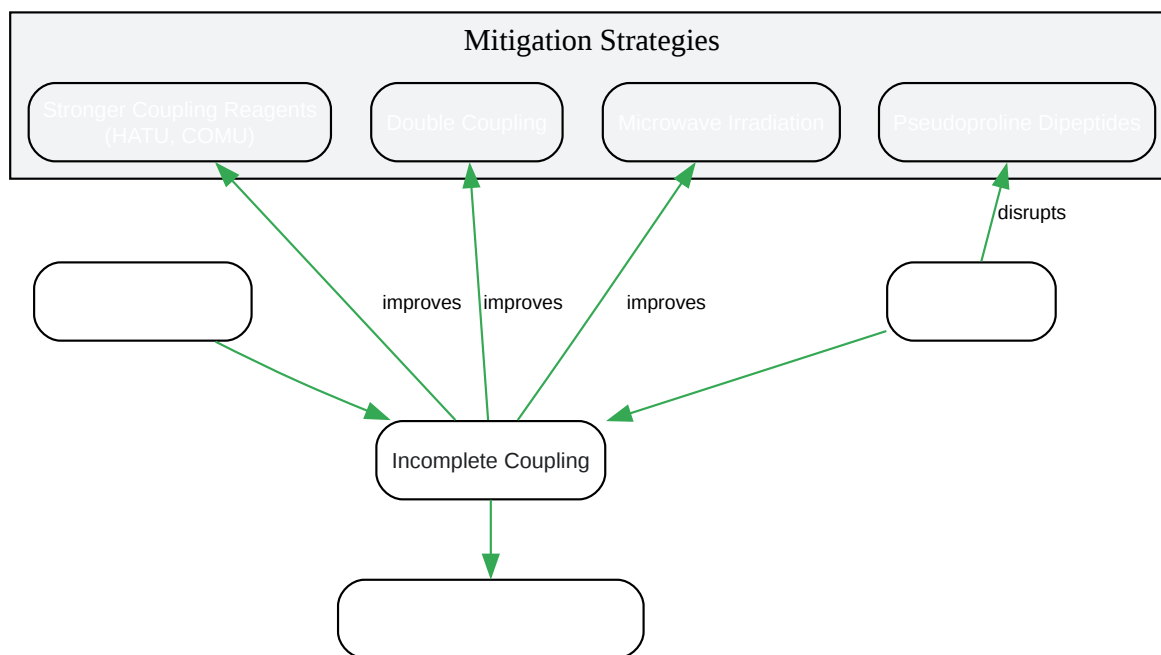 Mitigation Strategies
Stronger Coupling Reagents
(HATU, COMU)
Double Coupling
Microwave Irradiation
Pseudoproline Dipeptides
disrupts
improves
improves
improves
Incomplete Coupling